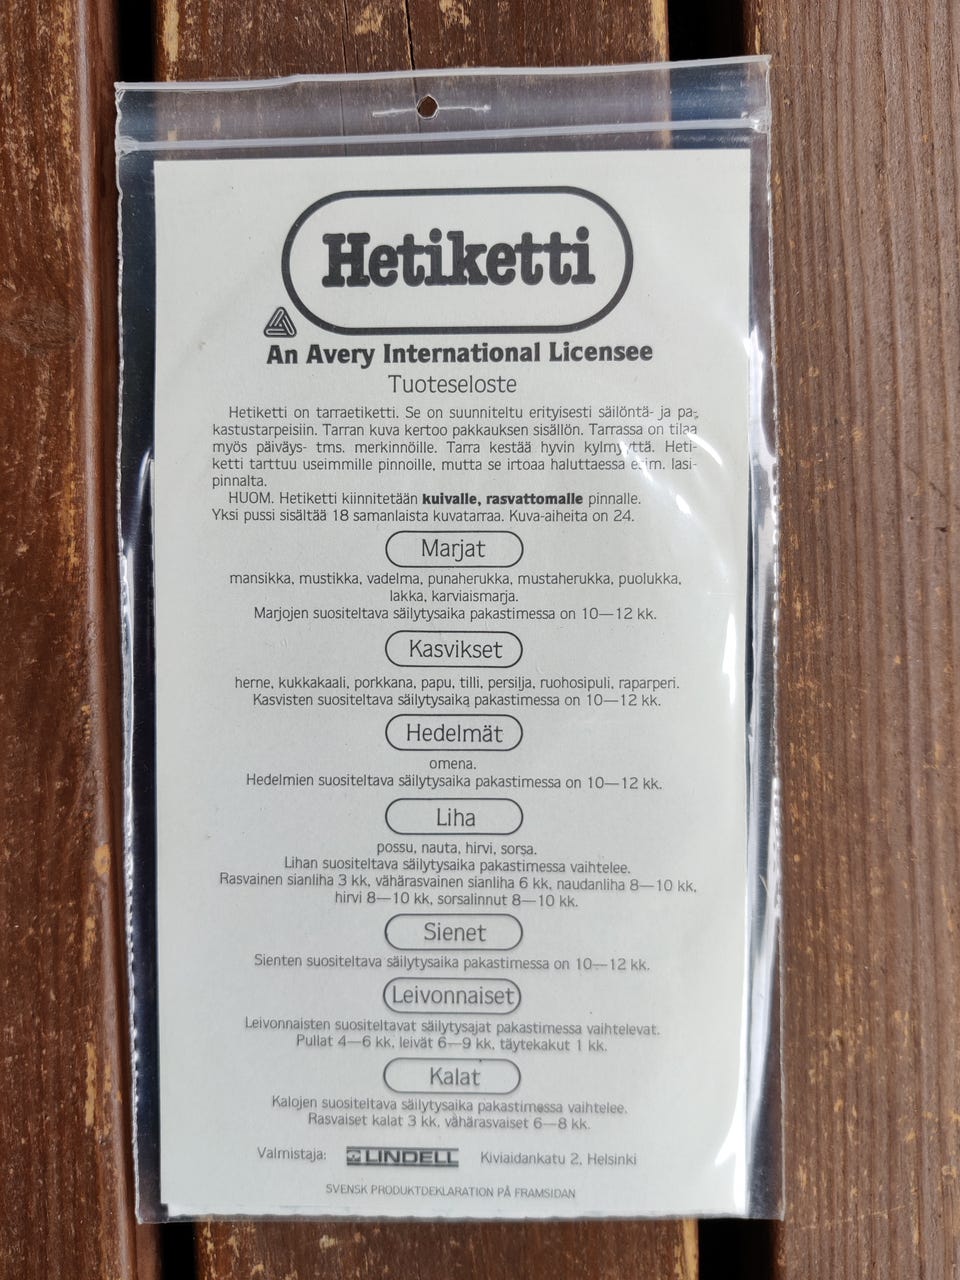 Hetiketti
An Avery International Licensee
Tuoteseloste
Hetiketti on tarraetiketti. Se on suunniteltu erityisesti säilöntä- ja pa-
kastustarpeisiin. Tarran kuva kertoo pakkauksen sisällön. Tarrassa on tilaa
myös päiväys- tms. merkinnöille. Tarra kestää hyvin kylmyyttä. Heti-
ketti tarttuu useimmille pinnoille, mutta se irtoaa haluttaessa esim. lasi-
pinnalta.
HUOM. Hetiketti kiinnitetään kuivalle, rasvattomalle pinnalle.
Yksi pussi sisältää 18 samanlaista kuvatarraa. Kuva-aiheita on 24.
Marjat
mansikka, mustikka, vadelma, punaherukka, mustaherukka, puolukka,
lakka, karviaismarja.
Marjojen suositeltava säilytysaika pakastimessa on 10—12 kk.
Kasvikset
herne, kukkakaali, porkkana, papu, tilli, persilja, ruohosipuli, raparperi.
Kasvisten suositeltava säilytysaika pakastimessa on 10—12 kk.
Hedelmät
omena.
Hedelmien suositeltava säilytysaika pakastimessa on 10—12 kk.
Liha
possu, nauta, hirvi, sorsa.
Lihan suositeltava säilytysaika pakastimessa vaihtelee.
Rasvainen sianliha 3 kk, vähärasvainen sianliha 6 kk, naudanliha 8—10 kk,
hirvi 8—10 kk, sorsalinnut 8—10 kk.
Sienet
Sienten suositeltava säilytysaika pakastimessa on 10—12 kk.
Leivonnaiset
Leivonnaisten suositeltavat säilytysajat pakastimessa vaihtelevat.
Pullat 4—6 kk, leivät 6—9 kk, täytekakut 1 kk.
Kalat
Kalojen suositeltava säilytysaika pakastimessa vaihtelee.
Rasvaiset kalat 3 kk, vähärasvaiset 6—8 kk.
Valmistaja: LINDELL Kiviaidankatu 2, Helsinki
SVENSK PRODUKTDEKLARATION PÅ FRAMSIDAN